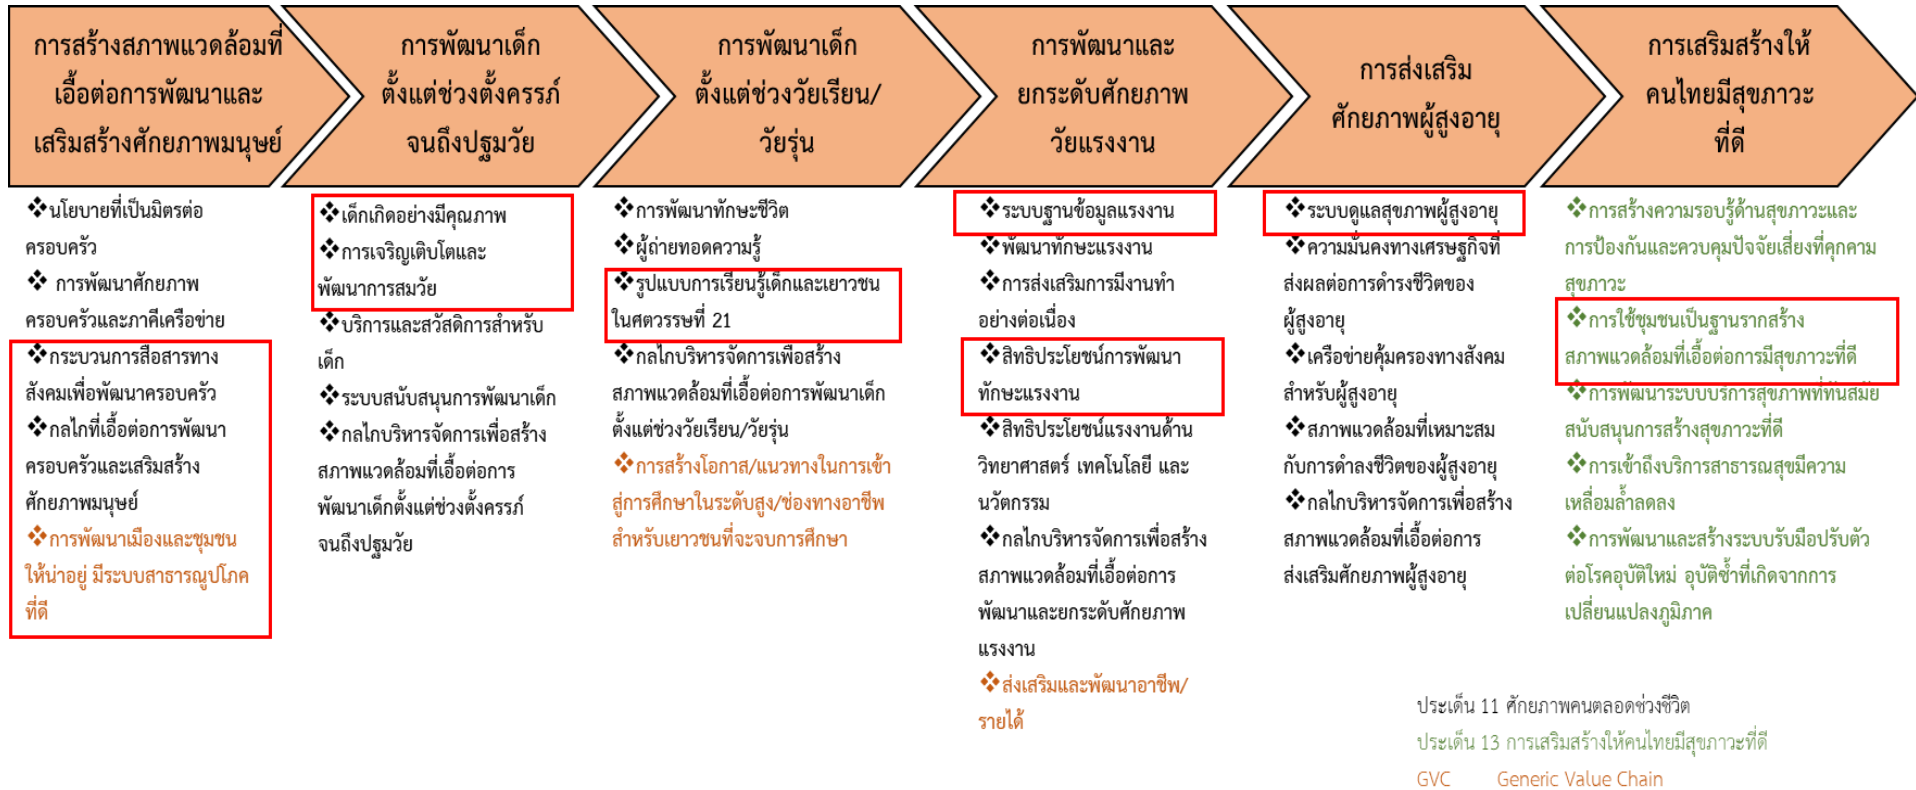 การสร้างสภาพแวดล้อมที่
เอื้อต่อการพัฒนาและ
เสริมสร้างศักยภาพมนุษย์
การพัฒนาเด็ก
ตั้งแต่ช่วงตั้งครรภ์
จนถึงปฐมวัย
การพัฒนาเด็ก
ตั้งแต่ช่วงวัยเรียน/
วัยรุ่น
การพัฒนาและ
ยกระดับศักยภาพ
วัยแรงงาน
การส่งเสริม
ศักยภาพผู้สูงอายุ
การเสริมสร้างให้
คนไทยมีสุขภาวะ
ที่ดี
❖นโยบายที่เป็นมิตรต่อ
ครอบครัว
❖ การพัฒนาศักยภาพ
ครอบครัวและภาคีเครือข่าย
❖กระบวนการสื่อสารทาง
สังคมเพื่อพัฒนาครอบครัว
❖กลไกที่เอื้อต่อการพัฒนา
ครอบครัวและเสริมสร้าง
ศักยภาพมนุษย์
❖การพัฒนาเมืองและชุมชน
ให้น่าอยู่ มีระบบสาธารณูปโภค
ที่ดี
❖เด็กเกิดอย่างมีคุณภาพ
❖การเจริญเติบโตและ
พัฒนาการสมวัย
❖บริการและสวัสดิการสำหรับ
เด็ก
❖ระบบสนับสนุนการพัฒนาเด็ก
❖กลไกบริหารจัดการเพื่อสร้าง
สภาพแวดล้อมที่เอื้อต่อการ
พัฒนาเด็กตั้งแต่ช่วงตั้งครรภ์
จนถึงปฐมวัย
❖การพัฒนาทักษะชีวิต
❖ผู้ถ่ายทอดความรู้
❖รูปแบบการเรียนรู้เด็กและเยาวชน
ในศตวรรษที่ 21
❖กลไกบริหารจัดการเพื่อสร้าง
สภาพแวดล้อมที่เอื้อต่อการพัฒนาเด็ก
ตั้งแต่ช่วงวัยเรียน/วัยรุ่น
❖การสร้างโอกาส/แนวทางในการเข้า
สู่การศึกษาในระดับสูง/ช่องทางอาชีพ
สำหรับเยาวชนที่จะจบการศึกษา
❖ระบบฐานข้อมูลแรงงาน
❖พัฒนาทักษะแรงงาน
❖การส่งเสริมการมีงานทำ
อย่างต่อเนื่อง
❖สิทธิประโยชน์การพัฒนา
ทักษะแรงงาน
❖สิทธิประโยชน์แรงงานด้าน
วิทยาศาสตร์ เทคโนโลยี และ
นวัตกรรม
❖กลไกบริหารจัดการเพื่อสร้าง
สภาพแวดล้อมที่เอื้อต่อการ
พัฒนาและยกระดับศักยภาพ
แรงงาน
❖ส่งเสริมและพัฒนาอาชีพ/
รายได้
❖ระบบดูแลสุขภาพผู้สูงอายุ
❖ความมั่นคงทางเศรษฐกิจที่
ส่งผลต่อการดำรงชีวิตของ
ผู้สูงอายุ
❖เครือข่ายคุ้มครองทางสังคม
สำหรับผู้สูงอายุ
❖สภาพแวดล้อมที่เหมาะสม
กับการดำลงชีวิตของผู้สูงอายุ
❖กลไกบริหารจัดการเพื่อสร้าง
สภาพแวดล้อมที่เอื้อต่อการ
ส่งเสริมศักยภาพผู้สูงอายุ
❖การสร้างความรอบรู้ด้านสุขภาวะและ
การป้องกันและควบคุมปัจจัยเสี่ยงที่คุกคาม
สุขภาวะ
❖การใช้ชุมชนเป็นฐานรากสร้าง
สภาพแวดล้อมที่เอื้อต่อการมีสุขภาวะที่ดี
❖การพัฒนาระบบบริการสุขภาพที่ทันสมัย
สนับสนุนการสร้างสุขภาวะที่ดี
❖การเข้าถึงบริการสาธารณสุขมีความ
เหลื่อมล้ำลดลง
❖การพัฒนาและสร้างระบบรับมือปรับตัว
ต่อโรคอุบัติใหม่ อุบัติซ้ำที่เกิดจากการ
เปลี่ยนแปลงภูมิภาค
ประเด็น 11 ศักยภาพคนตลอดช่วงชีวิต
ประเด็น 13 การเสริมสร้างให้คนไทยมีสุขภาวะที่ดี
GVC Generic Value Chain